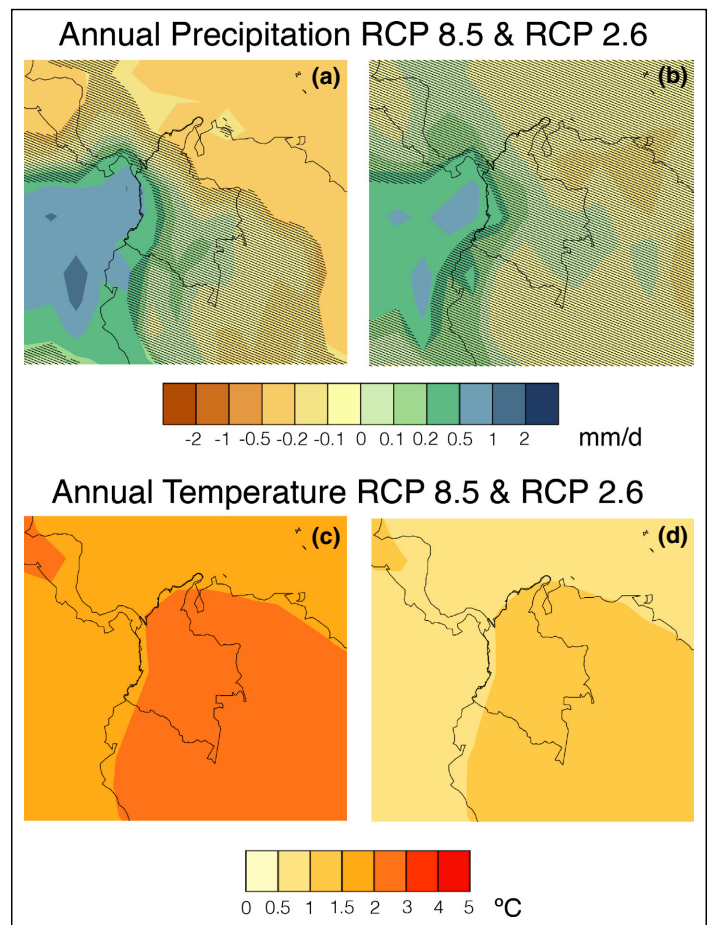 Annual Precipitation RCP 8.5 & RCP 2.6
(a)
(b)
-2 -1 -0.5 -0.2 -0.1 0 0.1 0.2 0.5 1 2 mm/d
Annual Temperature RCP 8.5 & RCP 2.6
(c)
(d)
0 0.5 1 1.5 2 3 4 5 ºC